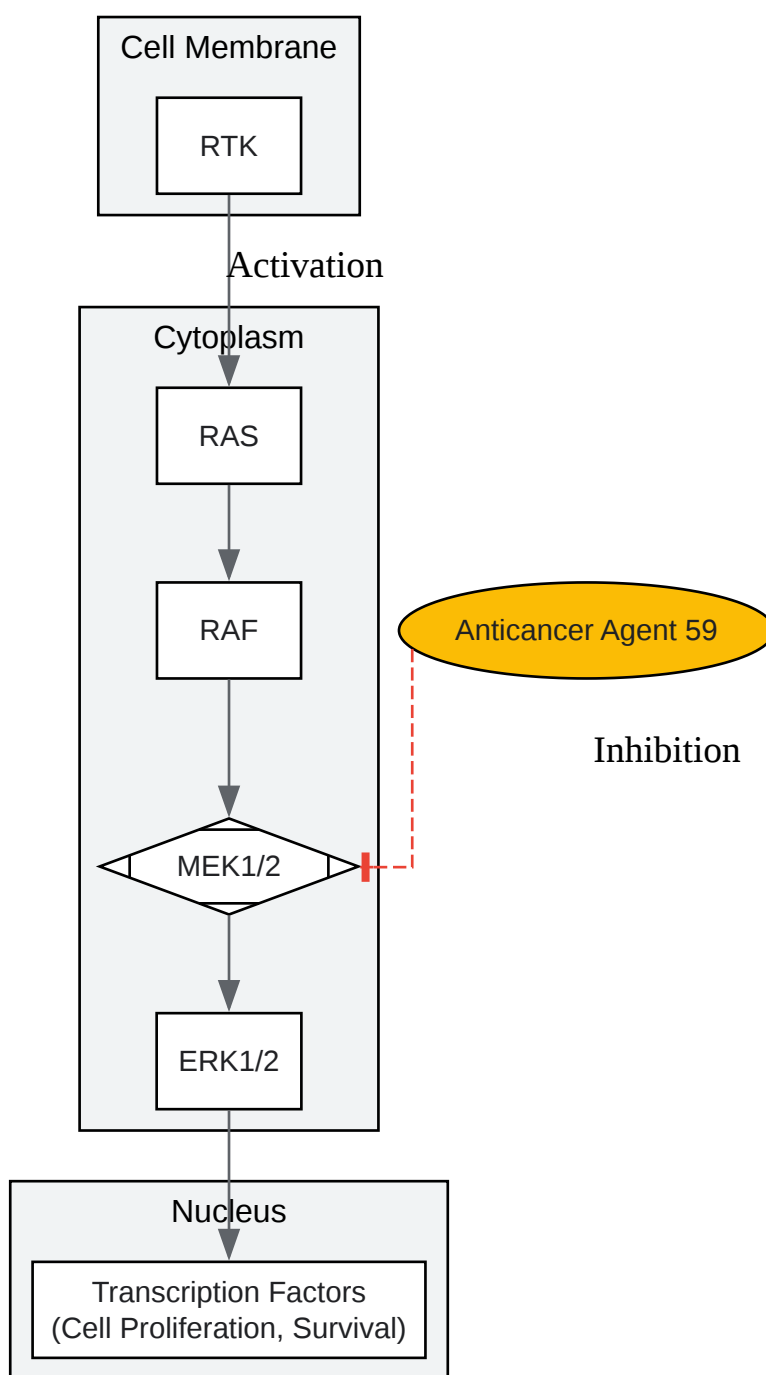 Cell Membrane
RTK
Activation
Cytoplasm
RAS
RAF
Anticancer Agent 59
Inhibition
MEK1/2
ERK1/2
Nucleus
Transcription Factors
(Cell Proliferation, Survival)